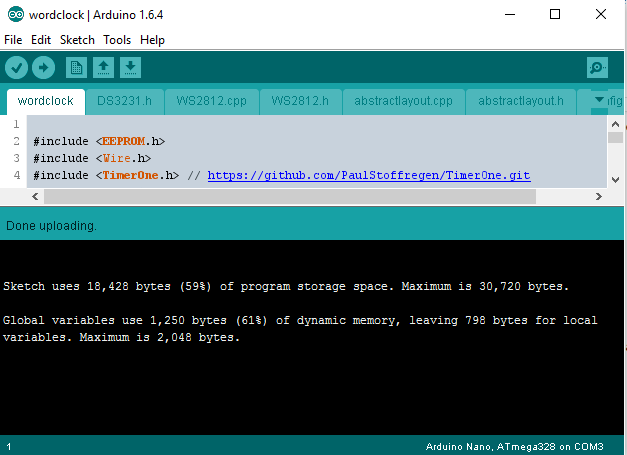 wordclock | Arduino 1.6.4
File Edit Sketch Tools Help
wordclock DS3231.h WS2812.cpp WS2812.h abstractlayout.cpp abstractlayout.h
1
2 #include <EEPROM.h>
3 #include <Wire.h>
4 #include <TimerOne.h> // https://github.com/PaulStoffregen/TimerOne.git
Done uploading.
Sketch uses 18,428 bytes (59%) of program storage space. Maximum is 30,720 bytes.
Global variables use 1,250 bytes (61%) of dynamic memory, leaving 798 bytes for local
variables. Maximum is 2,048 bytes.
1 Arduino Nano, ATmega328 on COM3